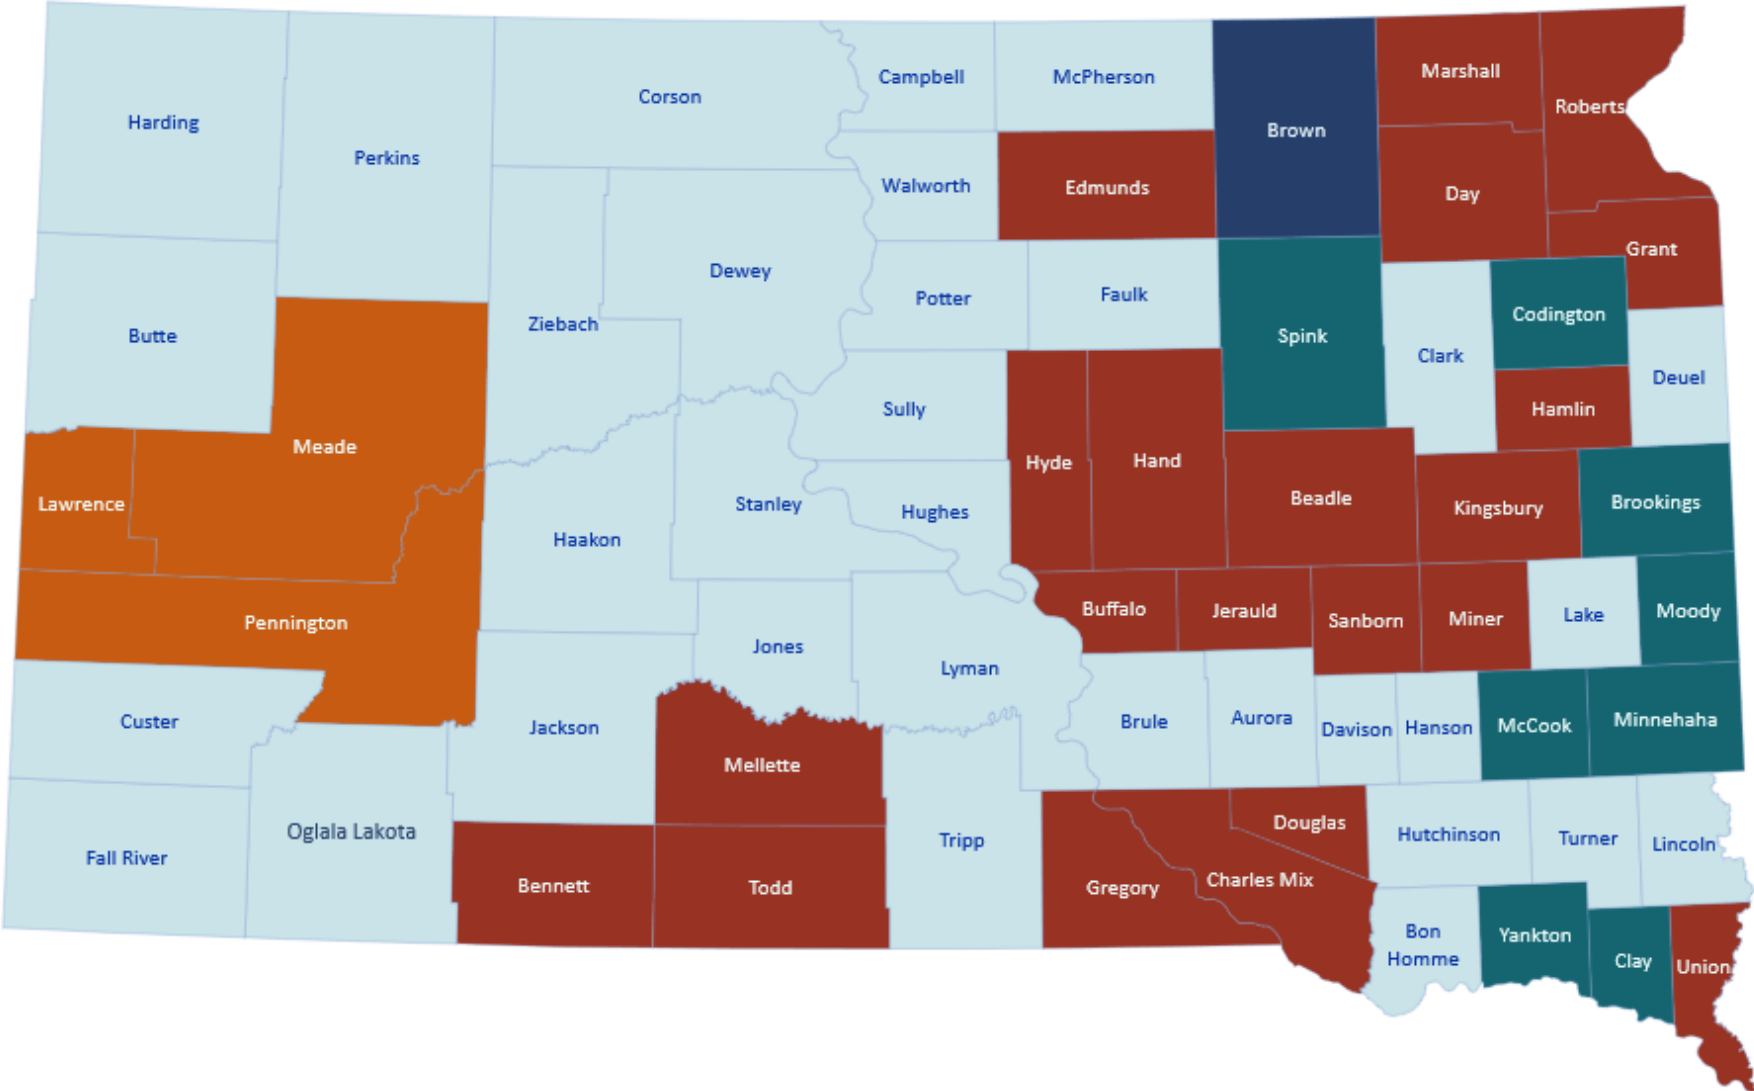 Harding
Perkins
Corson
Campbell
McPherson
Brown
Marshall
Roberts
Walworth
Edmunds
Day
Grant
Butte
Meade
Ziebach
Dewey
Potter
Faulk
Spink
Clark
Codington
Deuel
Hamlin
Lawrence
Sully
Hyde
Hand
Beadle
Kingsbury
Brookings
Haakon
Stanley
Hughes
Pennington
Jones
Lyman
Buffalo
Jerauld
Sanborn
Miner
Lake
Moody
Custer
Jackson
Mellette
Brule
Aurora
Davison
Hanson
McCook
Minnehaha
Fall River
Oglala Lakota
Bennett
Todd
Tripp
Gregory
Charles Mix
Douglas
Hutchinson
Turner
Lincoln
Bon
Homme
Yankton
Clay
Union